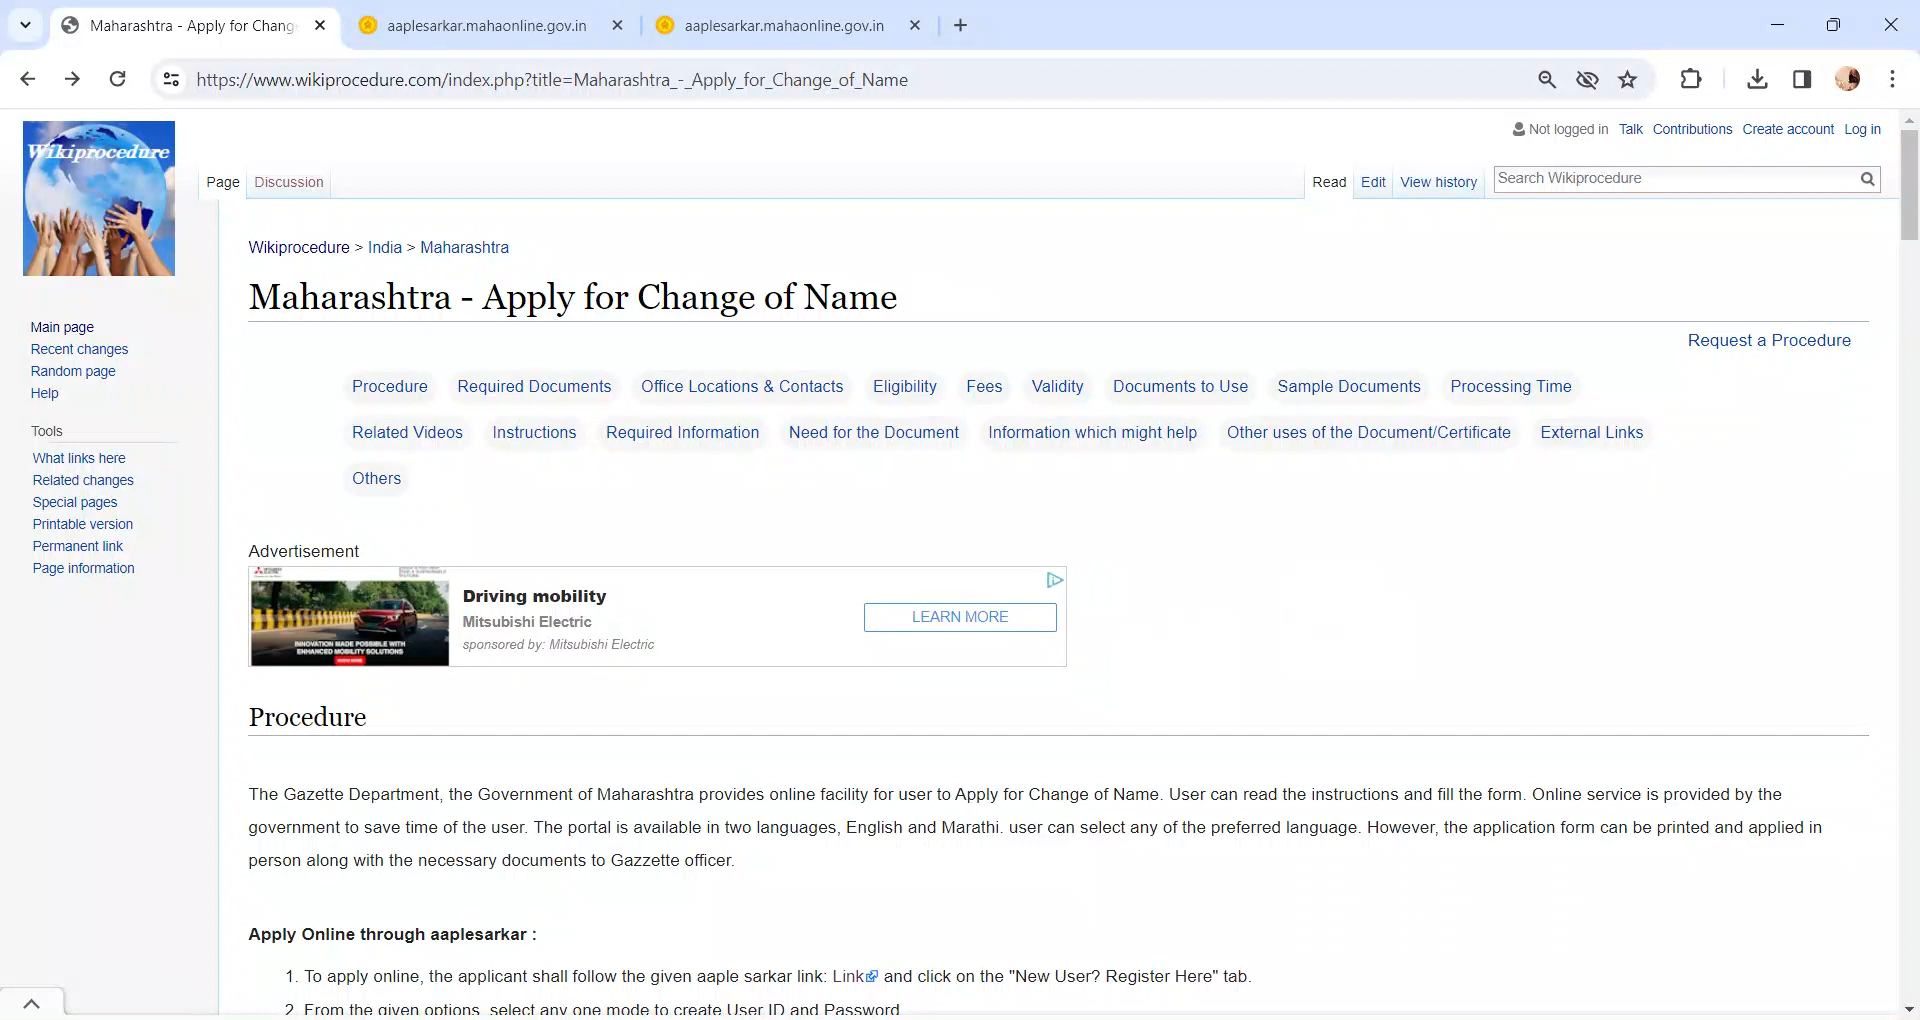 Maharashtra - Apply for Chang
aaplesarkar.mahaonline.gov.in
aaplesarkar.mahaonline.gov.in
https://www.wikiprocedure.com/index.php?title=Maharashtra_-_Apply_for_Change_of_Name
Wikiprocedure
Not logged in Talk Contributions Create account Log in
Page Discussion
Read Edit View history Search Wikiprocedure
Wikiprocedure > India > Maharashtra
Maharashtra - Apply for Change of Name
Request a Procedure
Main page
Recent changes
Random page
Help
Tools
What links here
Related changes
Special pages
Printable version
Permanent link
Page information
Procedure Required Documents Office Locations & Contacts Eligibility Fees Validity Documents to Use Sample Documents Processing Time
Related Videos Instructions Required Information Need for the Document Information which might help Other uses of the Document/Certificate External Links
Others
Advertisement
INNOVATION MADE POSSIBLE WITH
ENHANCED MOBILITY SOLUTIONS
Driving mobility
Mitsubishi Electric
sponsored by: Mitsubishi Electric
LEARN MORE
Procedure
The Gazette Department, the Government of Maharashtra provides online facility for user to Apply for Change of Name. User can read the instructions and fill the form. Online service is provided by the
government to save time of the user. The portal is available in two languages, English and Marathi. user can select any of the preferred language. However, the application form can be printed and applied in
person along with the necessary documents to Gazzette officer.
Apply Online through aaplesarkar :
1. To apply online, the applicant shall follow the given aaple sarkar link: Link and click on the "New User? Register Here" tab.
2. From the given options, select any one mode to create User ID and Password